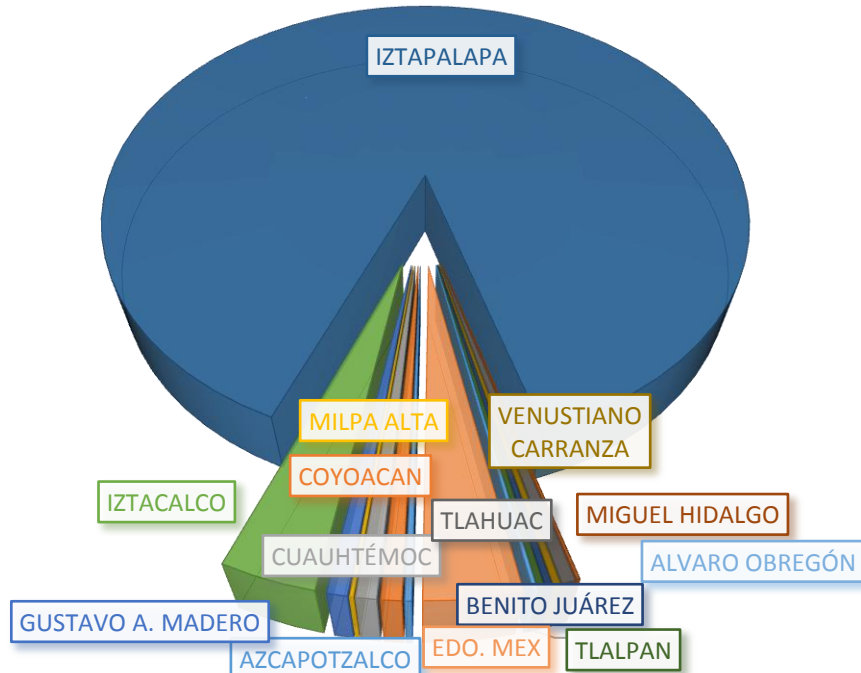 IZTAPALAPA
MILPA ALTA
VENUSTIANO
CARRANZA
COYOACAN
IZTACALCO
TLAHUAC
MIGUEL HIDALGO
CUAUHTÉMOC
ALVARO OBREGÓN
BENITO JUÁREZ
GUSTAVO A. MADERO
EDO. MEX
TLALPAN
AZCAPOTZALCO